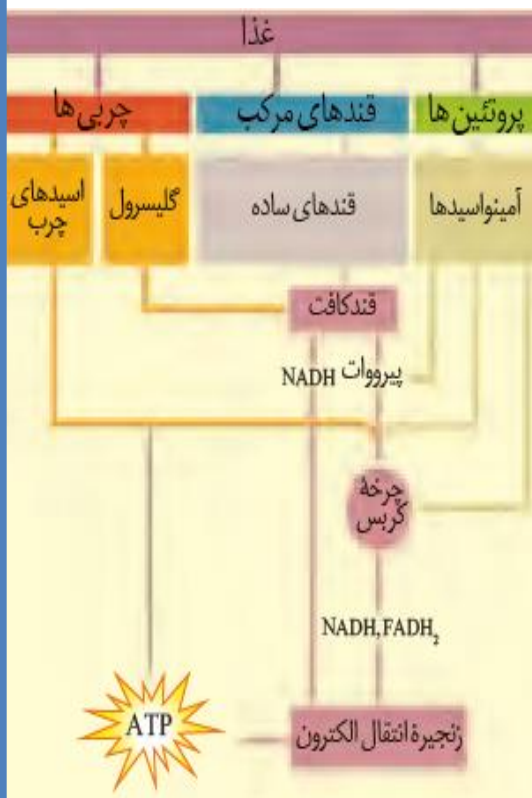 غذا
پروتئین ها
قندهای مرکب
چربی ها
آمینواسیدها
قندهای ساده
گلیسرول
اسیدهای
چرب
قندکافت
پیرووات NADH
چرخهٔ
کربس
NADH, FADH₂
زنجیرهٔ انتقال الکترون
ATP